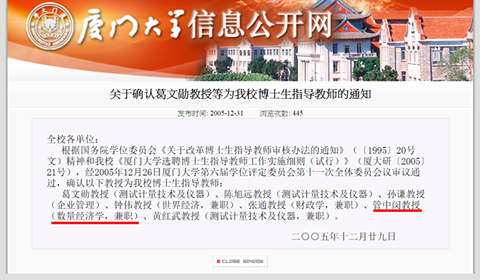 厦门大学信息公开网
关于确认葛文勋教授等为我校博士生指导教师的通知
发布时间: 2005-12-31 浏览次数: 445
全校各单位:
根据国务院学位委员会《关于改革博士生指导教师审核办法的通知》（〔1995〕20号
文）精神和我校《厦门大学选聘博士生指导教师工作实施细则（试行）》（厦大研〔2005〕
21号），经2005年12月26日厦门大学第六届学位评定委员会第十一次全体委员会议审议通
过，确认以下教授为我校博士生指导教师:
葛文勋教授（测试计量技术及仪器）、陈旭远教授（测试计量技术及仪器）、孙谦教授
（企业管理）、钟伟教授（世界经济，兼职）、张通教授（财政学，兼职）、管中闵教授
（数量经济学，兼职）、黄红武教授（测试计量技术及仪器，兼职）。
二〇〇五年十二月廿九日
CLOSE WINDOW